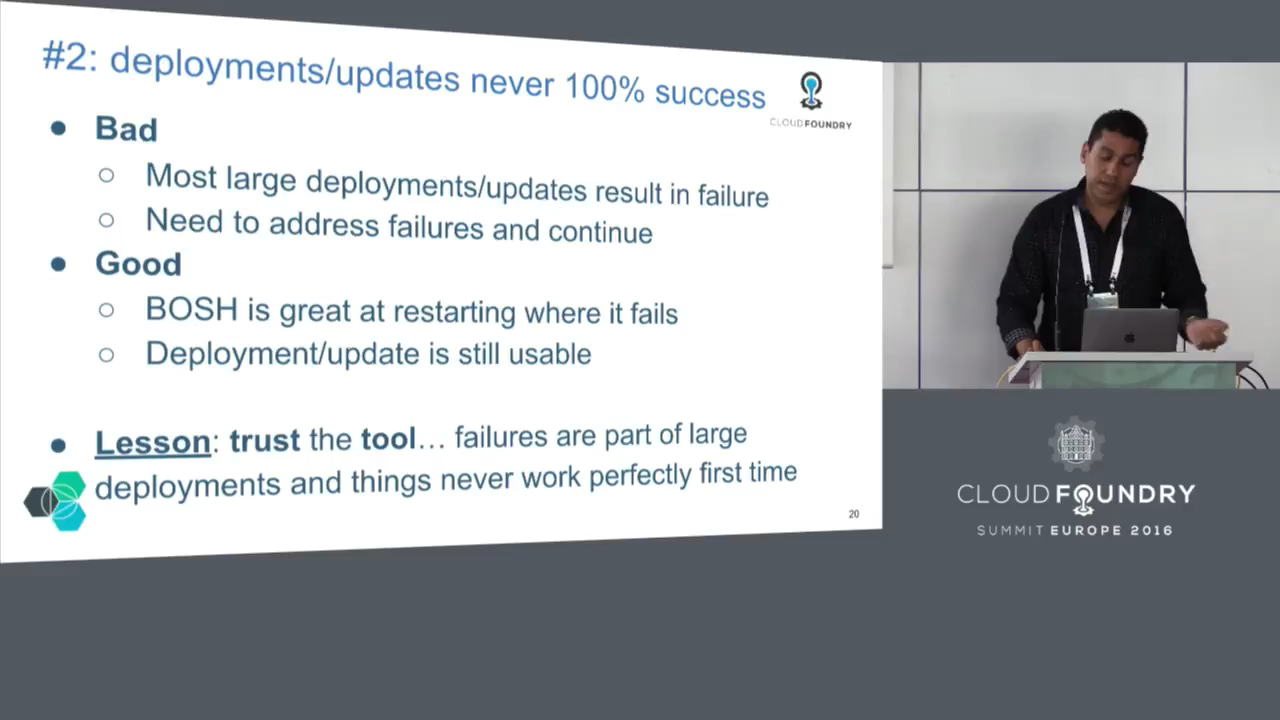 #2: deployments/updates never 100% success
CLOUDFOUNDRY
● Bad
○ Most large deployments/updates result in failure
○ Need to address failures and continue
● Good
○ BOSH is great at restarting where it fails
○ Deployment/update is still usable
● Lesson: trust the tool… failures are part of large
deployments and things never work perfectly first time
20
CLOUD FOUNDRY
SUMMIT EUROPE 2016